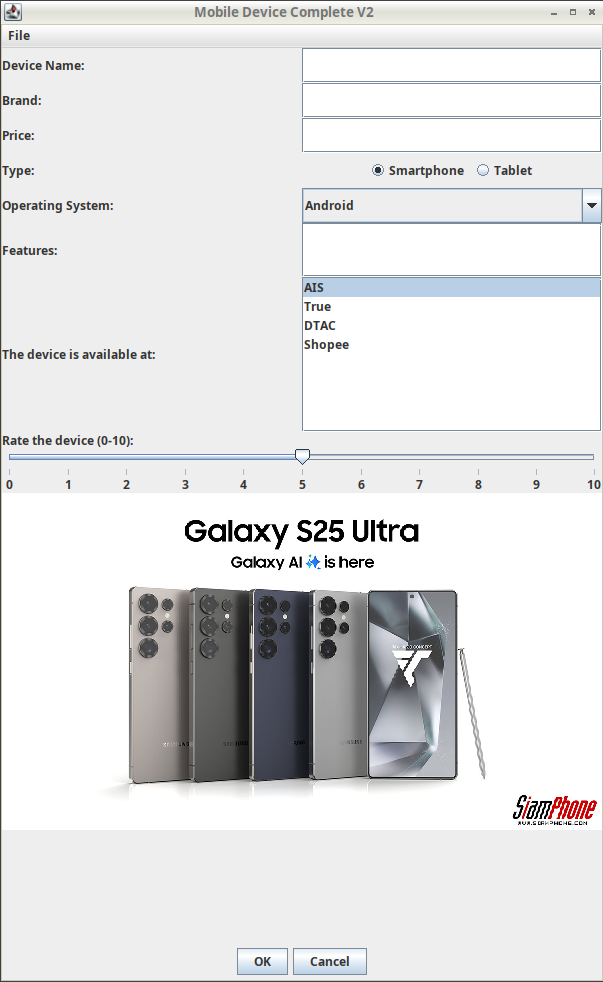 Mobile Device Complete V2
File
Device Name:
Brand:
Price:
Type:
Smartphone Tablet
Operating System:
Android
Features:
AIS
True
DTAC
Shopee
The device is available at:
Rate the device (0-10):
0 1 2 3 4 5 6 7 8 9 10
Galaxy S25 Ultra
Galaxy AI is here
SAMSUNG
SiamPhone
WWW.SIAMPHONE.COM
OK Cancel